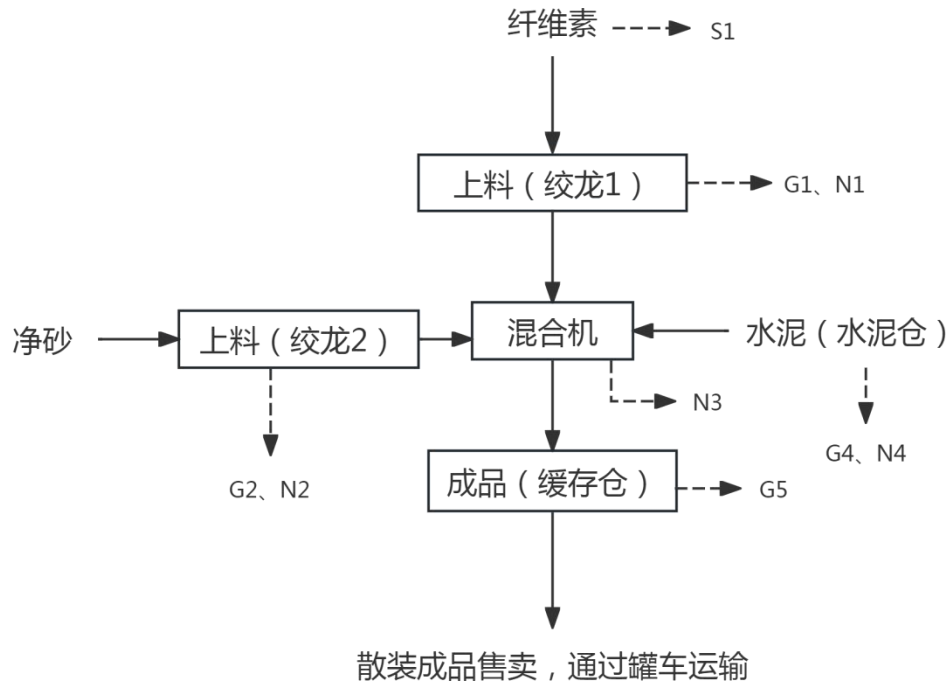 纤维素
S1
上料（绞龙1）
G1、N1
净砂
上料（绞龙2）
混合机
水泥（水泥仓）
N3
G4、N4
G2、N2
成品（缓存仓）
G5
散装成品售卖，通过罐车运输